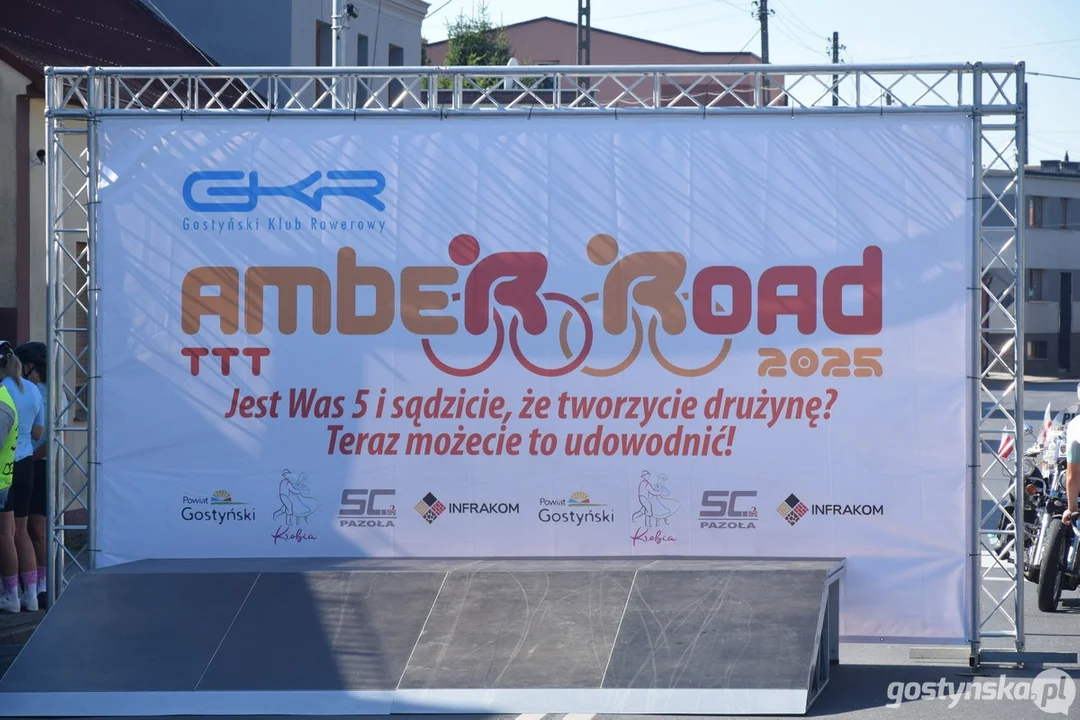 GKR
Gostyński Klub Rowerowy
AMBER ROAD
TTT 2025
Jest Was 5 i sądzicie, że tworzycie drużynę?
Teraz możecie to udowodnić!
Powiat Gostyński Krobia SC PAZOŁA INFRAKOM Powiat Gostyński Krobia SC PAZOŁA INFRAKOM
gostynska.pl